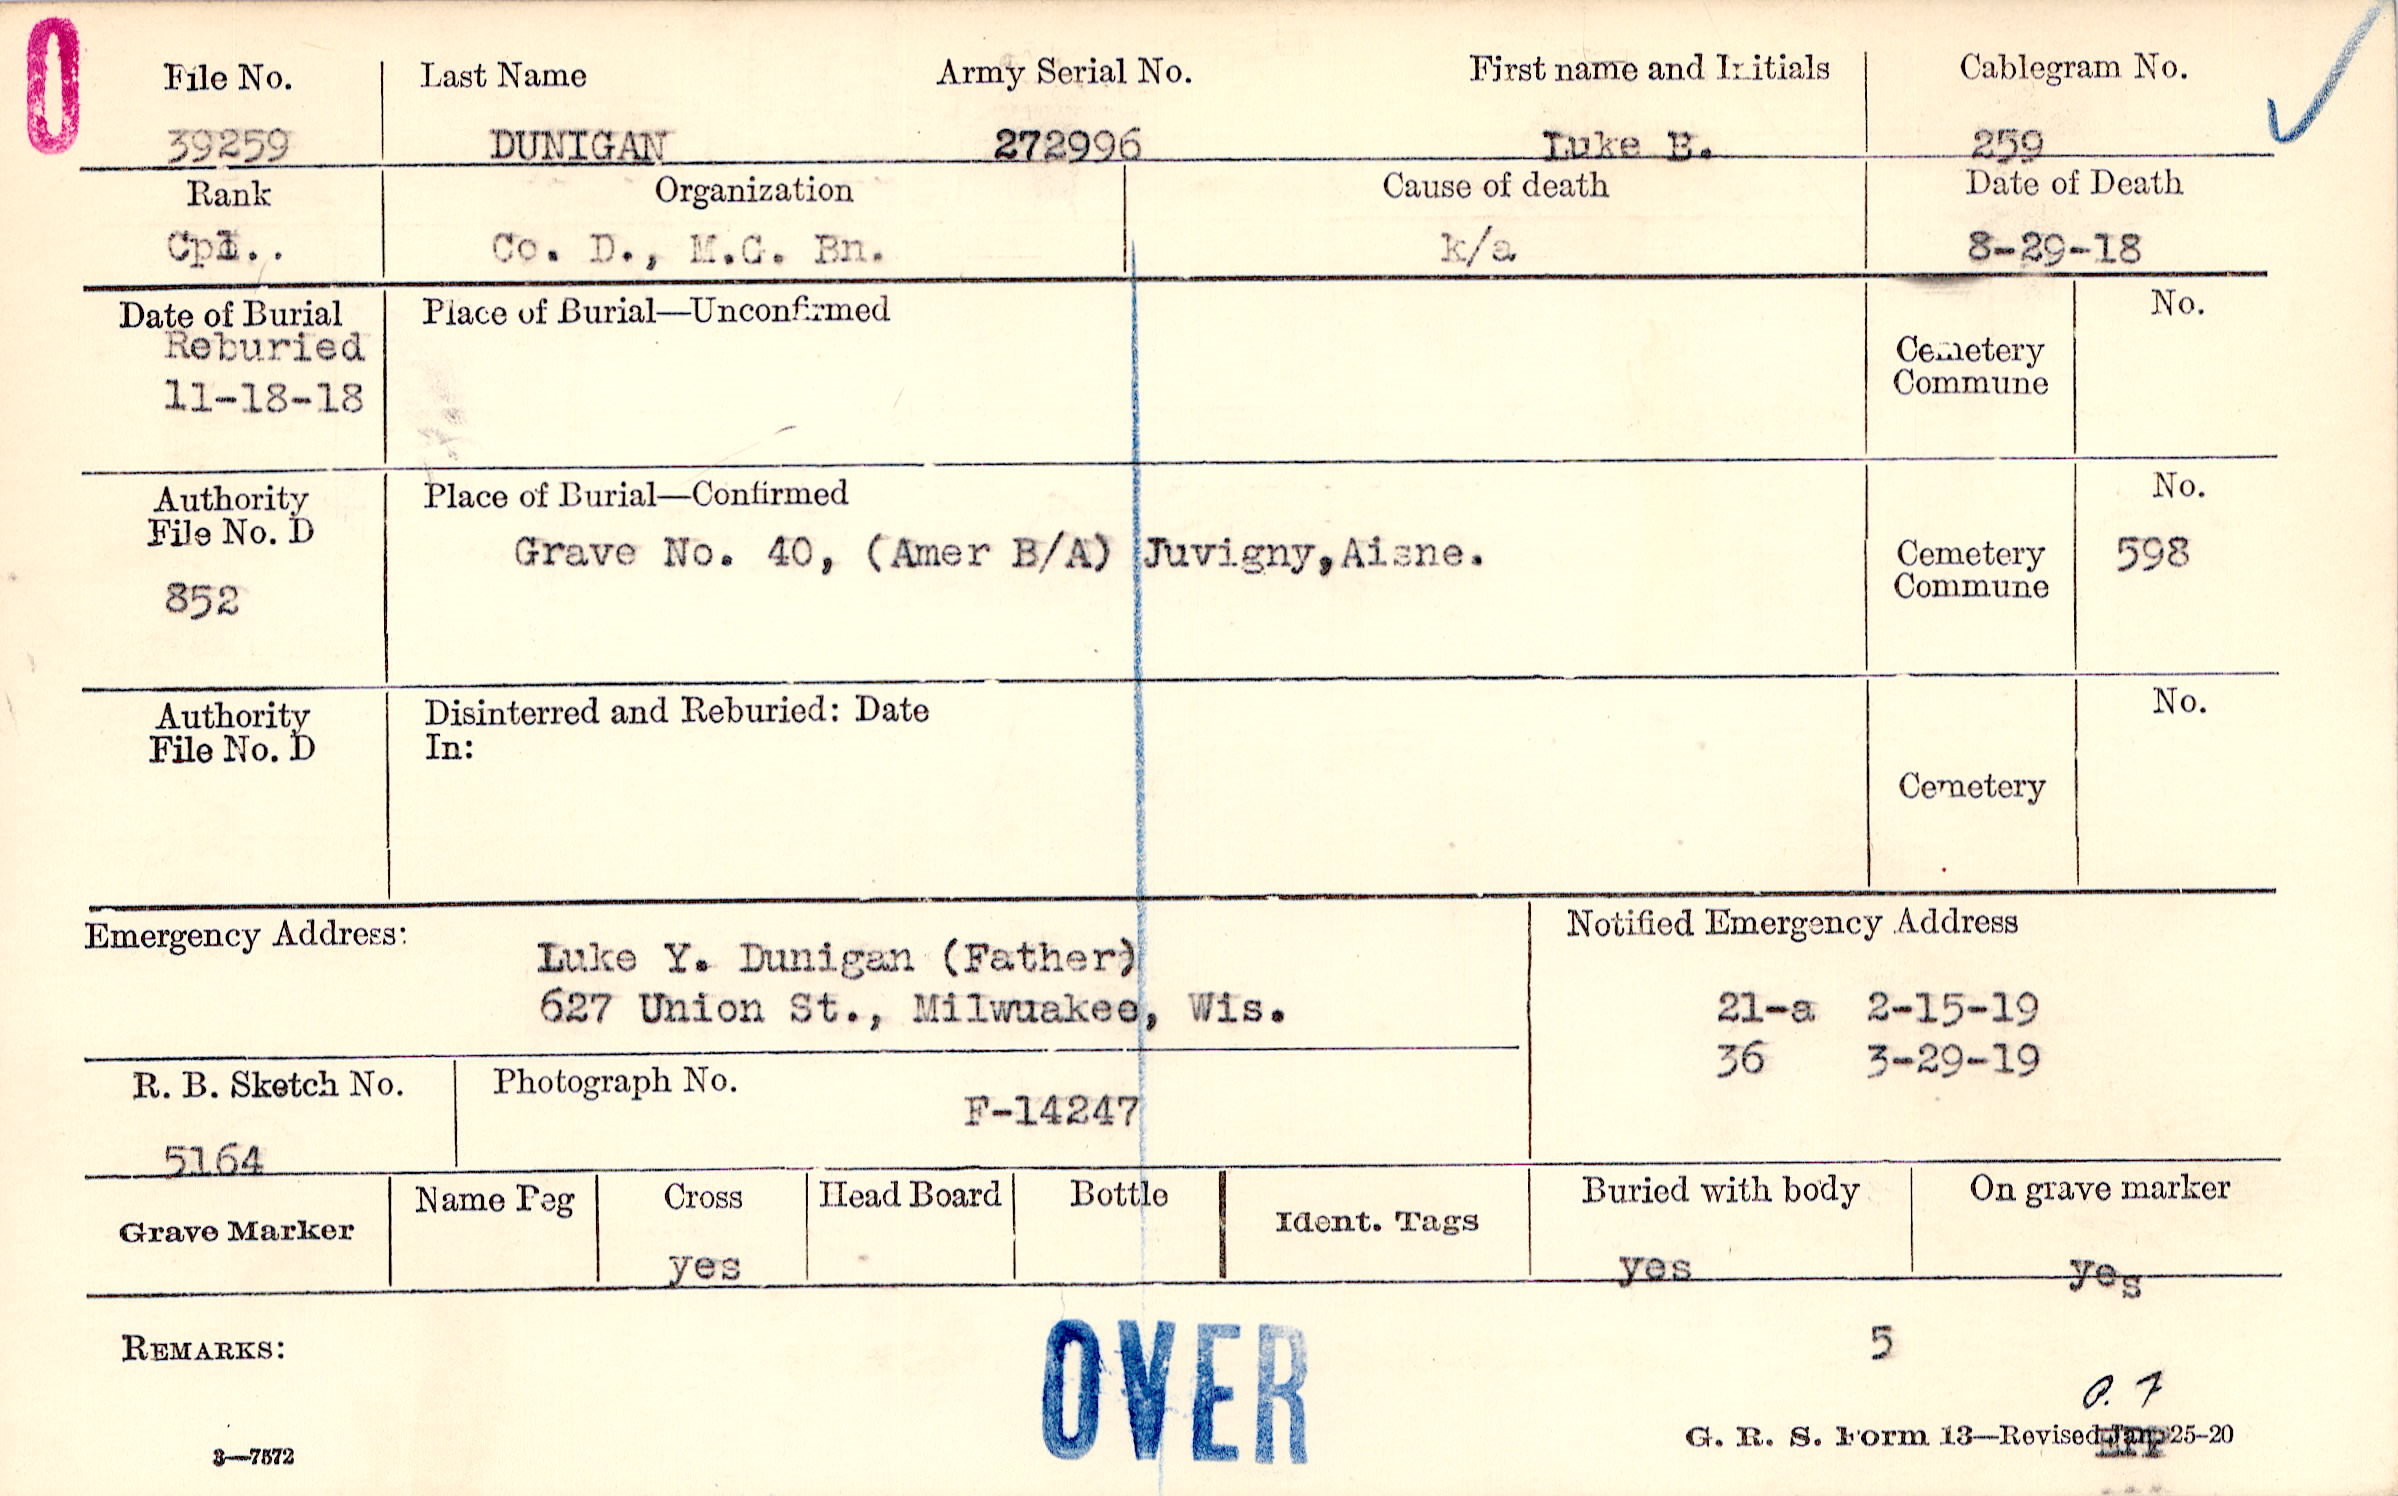 0
File No. Last Name Army Serial No. First name and Initials Cablegram No.
39259 DUNIGAN 272996 Luke E. 259
Rank Organization Cause of death Date of Death
Cpl.. Co. D., M.G. Bn. k/a 8-29-18
Date of Burial Place of Burial—Unconfirmed No.
Reburied
11-18-18
Cemetery
Commune
Authority Place of Burial—Confirmed No.
File No. D
Grave No. 40, (Amer B/A) Juvigny,Aisne. Cemetery 598
852 Commune
Authority Disinterred and Reburied: Date No.
File No. D In:
Cemetery
Emergency Address: Notified Emergency Address
Luke Y. Dunigan (Father)
627 Union St., Milwuakee, Wis.
21-a 2-15-19
36 3-29-19
R. B. Sketch No. Photograph No.
F-14247
5164
Grave Marker Name Peg Cross Head Board Bottle Ident. Tags Buried with body On grave marker
yes yes yes
REMARKS: OVER 5
3—7572 G. R. S. Form 13—Revised Jan. 25-20